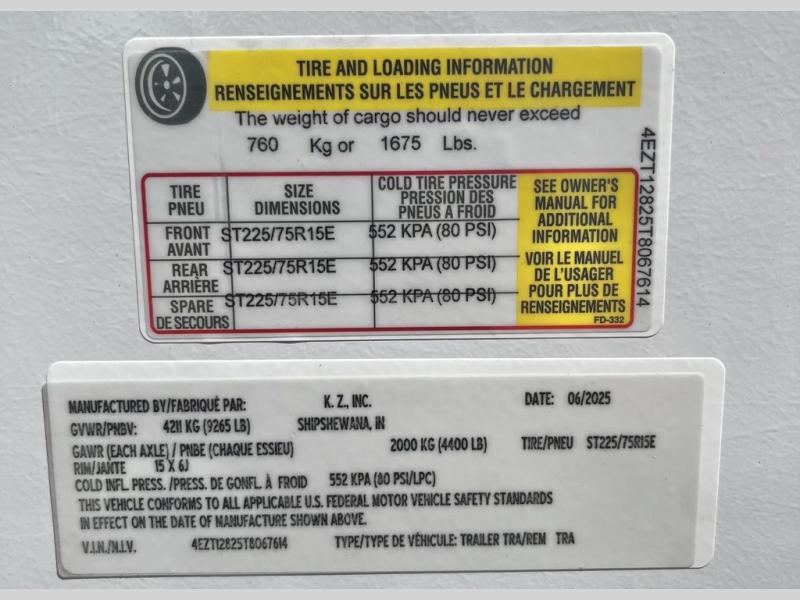 TIRE AND LOADING INFORMATION
RENSEIGNEMENTS SUR LES PNEUS ET LE CHARGEMENT
The weight of cargo should never exceed
760 Kg or 1675 Lbs.
TIRE
PNEU
SIZE
DIMENSIONS
COLD TIRE PRESSURE
PRESSION DES
PNEUS A FROID
FRONT
AVANT
ST225/75R15E
552 KPA (80 PSI)
REAR
ARRIÈRE
ST225/75R15E
552 KPA (80 PSI)
SPARE
DE SECOURS
ST225/75R15E
552 KPA (80 PSI)
SEE OWNER'S
MANUAL FOR
ADDITIONAL
INFORMATION
VOIR LE MANUEL
DE L'USAGER
POUR PLUS DE
RENSEIGNEMENTS
FD-332
4EZT12825T8067614
MANUFACTURED BY/FABRIQUÉ PAR: K. Z., INC. DATE: 06/2025
GVWR/PNBV: 4211 KG (9265 LB) SHIPSHEWANA, IN
GAWR (EACH AXLE) / PNBE (CHAQUE ESSIEU) 2000 KG (4400 LB) TIRE/PNEU ST225/75R15E
RIM/JANTE 15 X 6J
COLD INFL. PRESS. /PRESS. DE GONFL. À FROID 552 KPA (80 PSI/LPC)
THIS VEHICLE CONFORMS TO ALL APPLICABLE U.S. FEDERAL MOTOR VEHICLE SAFETY STANDARDS
IN EFFECT ON THE DATE OF MANUFACTURE SHOWN ABOVE.
V.I.N./N.I.V. 4EZT12825T8067614 TYPE/TYPE DE VÉHICULE: TRAILER TRA/REM TRA